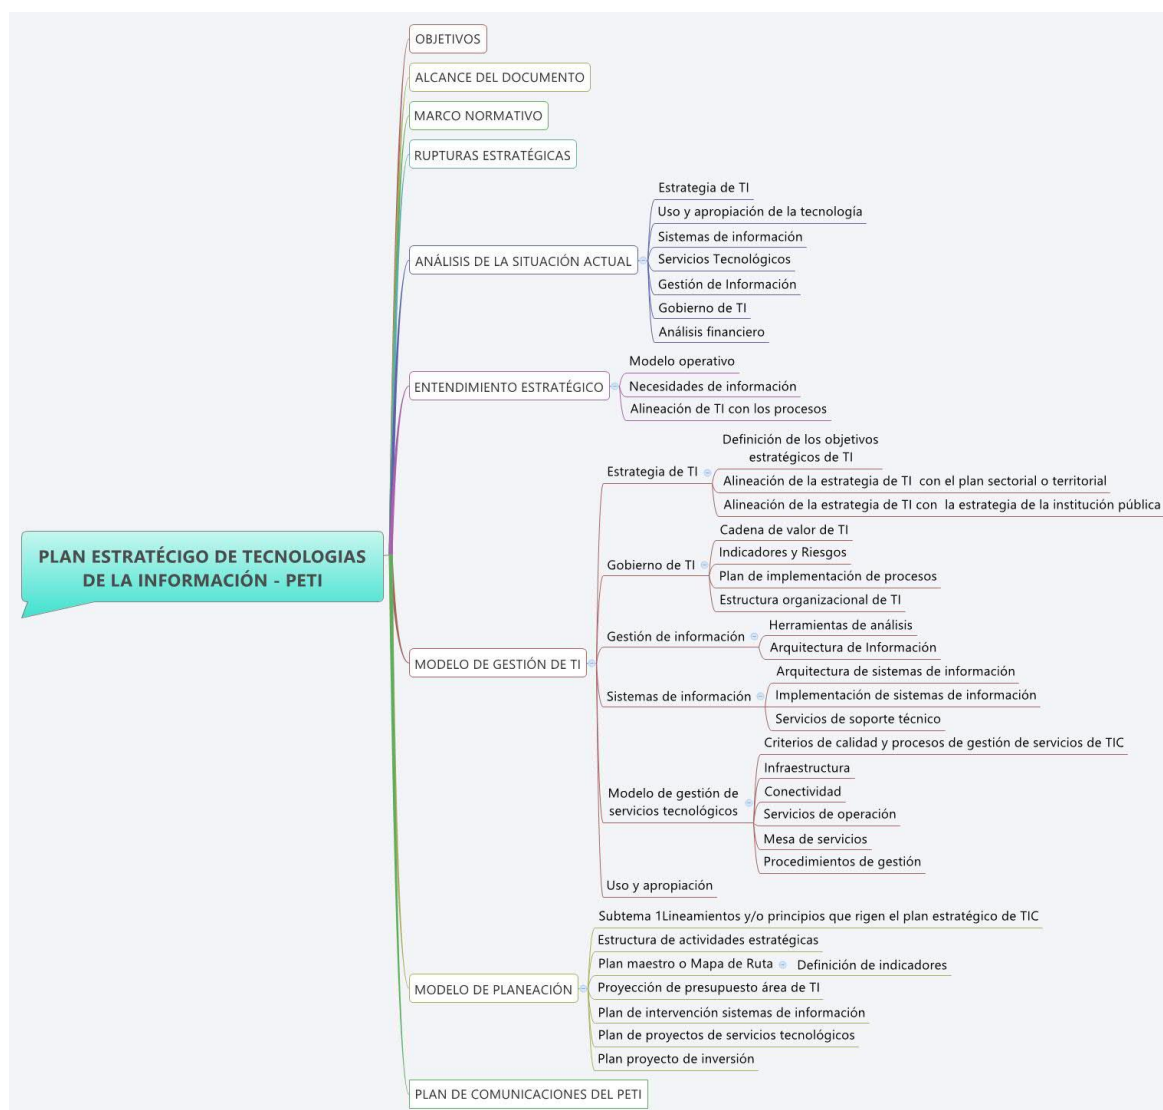 PLAN ESTRATÉCIGO DE TECNOLOGIAS
DE LA INFORMACIÓN - PETI
OBJETIVOS
ALCANCE DEL DOCUMENTO
MARCO NORMATIVO
RUPTURAS ESTRATÉGICAS
ANÁLISIS DE LA SITUACIÓN ACTUAL
Estrategia de TI
Uso y apropiación de la tecnología
Sistemas de información
Servicios Tecnológicos
Gestión de Información
Gobierno de TI
Análisis financiero
ENTENDIMIENTO ESTRATÉGICO
Modelo operativo
Necesidades de información
Alineación de TI con los procesos
MODELO DE GESTIÓN DE TI
Estrategia de TI
Definición de los objetivos
estratégicos de TI
Alineación de la estrategia de TI con el plan sectorial o territorial
Alineación de la estrategia de TI con la estrategia de la institución pública
Gobierno de TI
Cadena de valor de TI
Indicadores y Riesgos
Plan de implementación de procesos
Estructura organizacional de TI
Gestión de información
Herramientas de análisis
Arquitectura de Información
Sistemas de información
Arquitectura de sistemas de información
Implementación de sistemas de información
Servicios de soporte técnico
Modelo de gestión de
servicios tecnológicos
Criterios de calidad y procesos de gestión de servicios de TIC
Infraestructura
Conectividad
Servicios de operación
Mesa de servicios
Procedimientos de gestión
Uso y apropiación
MODELO DE PLANEACIÓN
Subtema 1Lineamientos y/o principios que rigen el plan estratégico de TIC
Estructura de actividades estratégicas
Plan maestro o Mapa de Ruta
Definición de indicadores
Proyección de presupuesto área de TI
Plan de intervención sistemas de información
Plan de proyectos de servicios tecnológicos
Plan proyecto de inversión
PLAN DE COMUNICACIONES DEL PETI